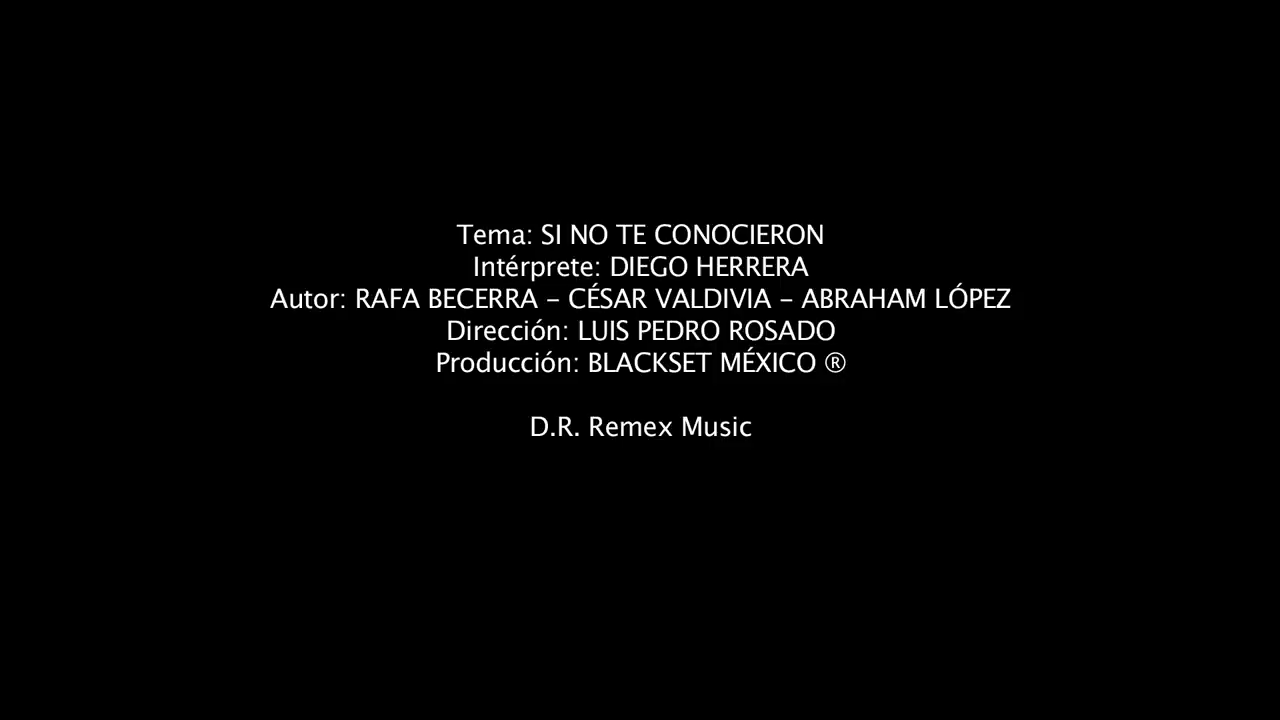 Tema: SI NO TE CONOCIERON
Intérprete: DIEGO HERRERA
Autor: RAFA BECERRA - CÉSAR VALDIVIA - ABRAHAM LÓPEZ
Dirección: LUIS PEDRO ROSADO
Producción: BLACKSET MÉXICO ®
D.R. Remex Music